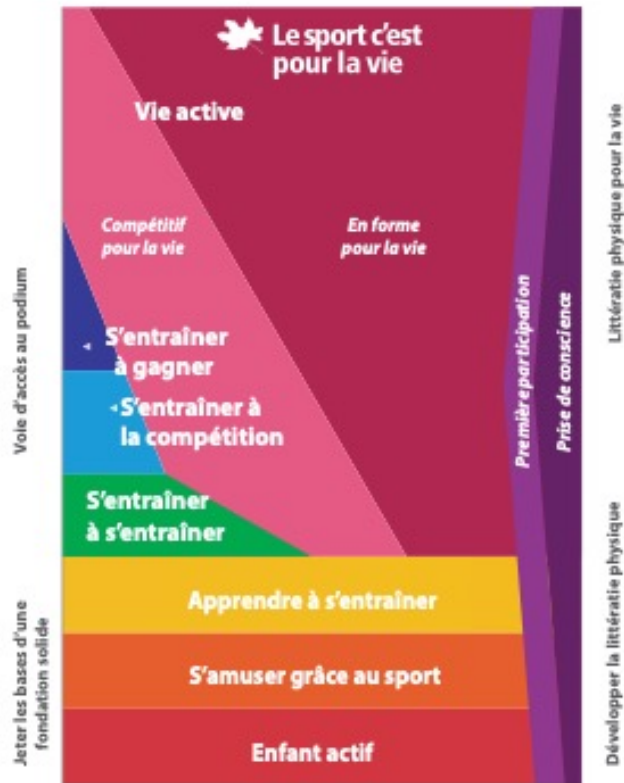 Le sport c'est
pour la vie
Vie active
Compétitif
pour la vie
En forme
pour la vie
S'entraîner
à gagner
S'entraîner à
la compétition
S'entraîner
à s'entraîner
Apprendre à s'entraîner
S'amuser grâce au sport
Enfant actif
Voie d'accès au podium
Jeter les bases d'une
fondation solide
Première participation
Prise de conscience
Littératie physique pour la vie
Développer la littératie physique